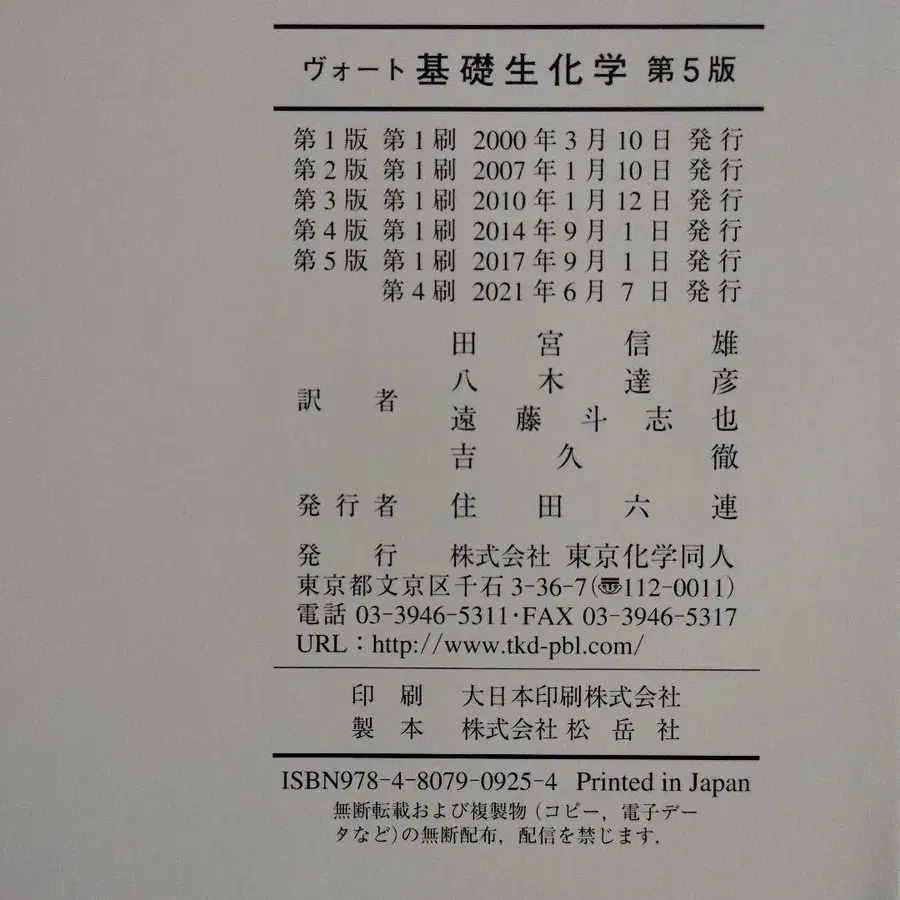 ヴォート 基礎生化学 第5版
第1版 第1刷 2000年3月10日 発行
第2版 第1刷 2007年1月10日 発行
第3版 第1刷 2010年1月12日 発行
第4版 第1刷 2014年9月1日 発行
第5版 第1刷 2017年9月1日 発行
第4刷 2021年6月7日 発行
田宮信雄
八木達彦
訳者
遠藤斗志也
吉久徹
発行者 住田六連
発行 株式会社 東京化学同人
東京都文京区千石 3-36-7(〠112-0011)
電話 03-3946-5311・FAX 03-3946-5317
URL：http://www.tkd-pbl.com/
印刷 大日本印刷株式会社
製本 株式会社 松岳社
ISBN978-4-8079-0925-4 Printed in Japan
無断転載および複製物 (コピー，電子デー
タなど)の無断配布，配信を禁じます．